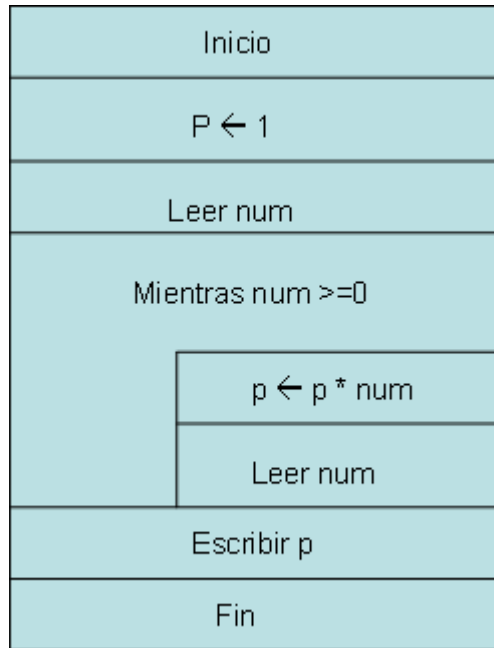 Inicio
P ← 1
Leer num
Mientras num >=0
p ← p * num
Leer num
Escribir p
Fin